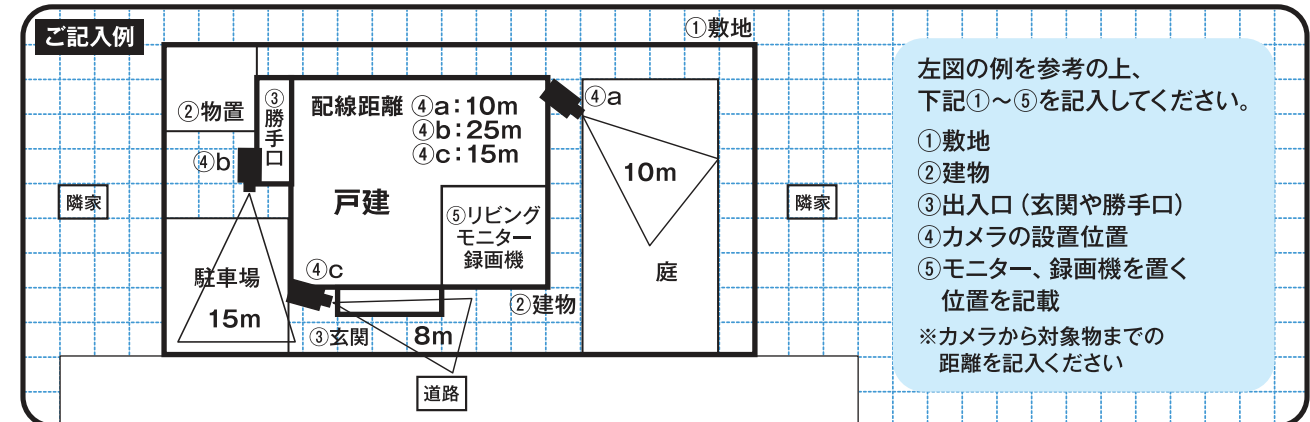 ご記入例
①敷地
②物置
③勝手口
配線距離 ④a：10m
④b：25m
④c：15m
④a
④b
10m
戸建
隣家
隣家
⑤リビング
モニター
録画機
④c
駐車場
15m
庭
②建物
③玄関
8m
道路
左図の例を参考の上、
下記①～⑤を記入してください。
①敷地
②建物
③出入口（玄関や勝手口）
④カメラの設置位置
⑤モニター、録画機を置く
位置を記載
※カメラから対象物までの
距離を記入ください